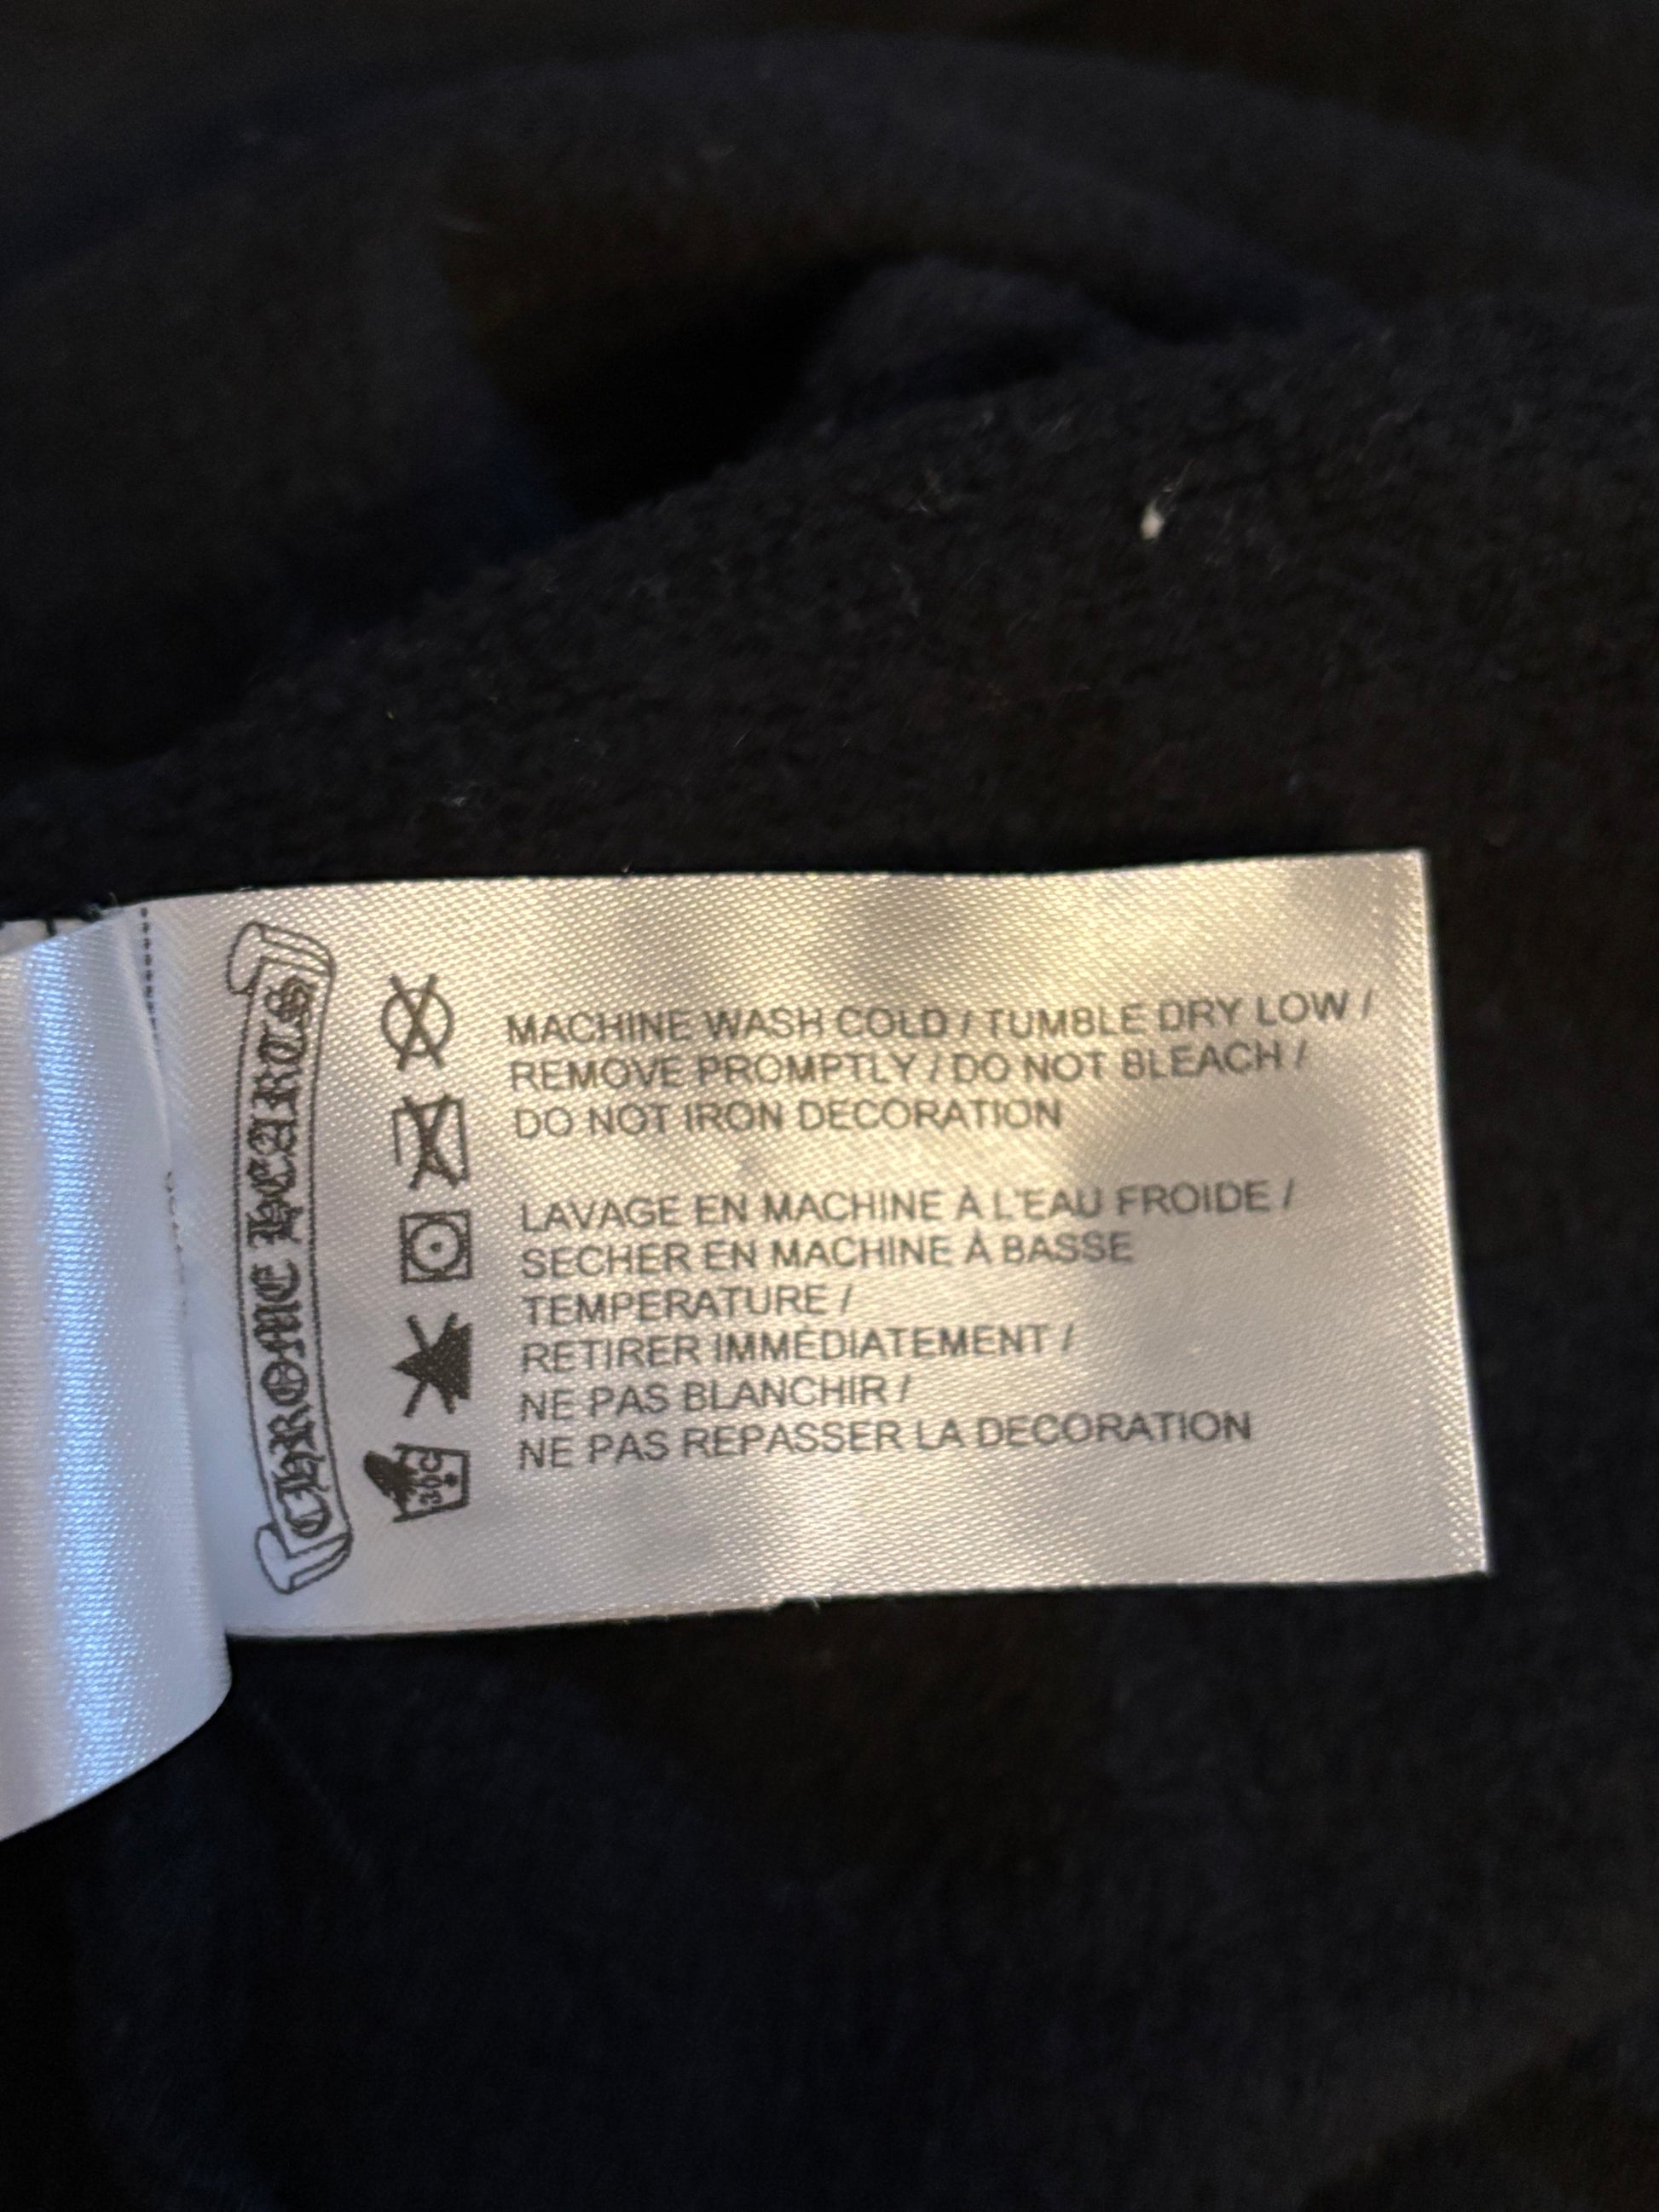 CHROME HEARTS
MACHINE WASH COLD / TUMBLE DRY LOW /
REMOVE PROMPTLY / DO NOT BLEACH /
DO NOT IRON DECORATION
LAVAGE EN MACHINE À L'EAU FROIDE /
SECHER EN MACHINE À BASSE
TEMPERATURE /
RETIRER IMMÉDIATEMENT /
NE PAS BLANCHIR /
NE PAS REPASSER LA DECORATION
30C